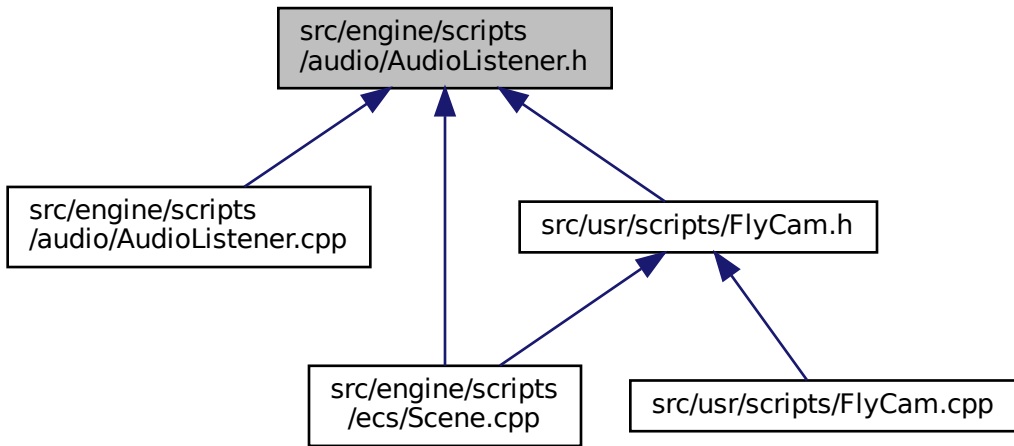 src/engine/scripts
/audio/AudioListener.h
src/engine/scripts
/audio/AudioListener.cpp
src/usr/scripts/FlyCam.h
src/engine/scripts
/ecs/Scene.cpp
src/usr/scripts/FlyCam.cpp